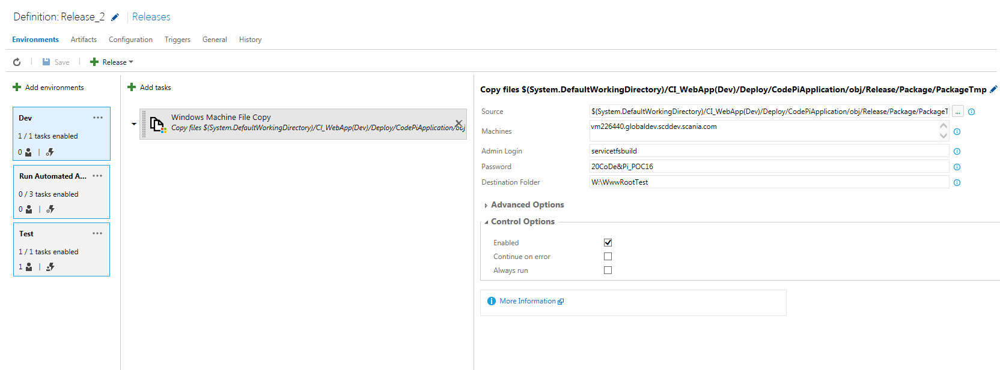 Definition: Release_2 | Releases
Environments Artifacts Configuration Triggers General History
Save Release
Add environments
Dev ...
1 / 1 tasks enabled
0
Run Automated A... ...
0 / 3 tasks enabled
0
Test ...
1 / 1 tasks enabled
1
Add tasks
Windows Machine File Copy
Copy files $(System.DefaultWorkingDirectory)/CI_WebApp(Dev)/Deploy/CodePiApplication/obj
Copy files $(System.DefaultWorkingDirectory)/CI_WebApp(Dev)/Deploy/CodePiApplication/obj/Release/Package/PackageTmp
Source $(System.DefaultWorkingDirectory)/CI_WebApp(Dev)/Deploy/CodePiApplication/obj/Release/Package/PackageT ...
Machines vm226440.globaldev.scddev.scania.com
Admin Login servicetfsbuild
Password 20CoDe&Pi_POC16
Destination Folder W:\WwwRootTest
Advanced Options
Control Options
Enabled
Continue on error
Always run
More Information